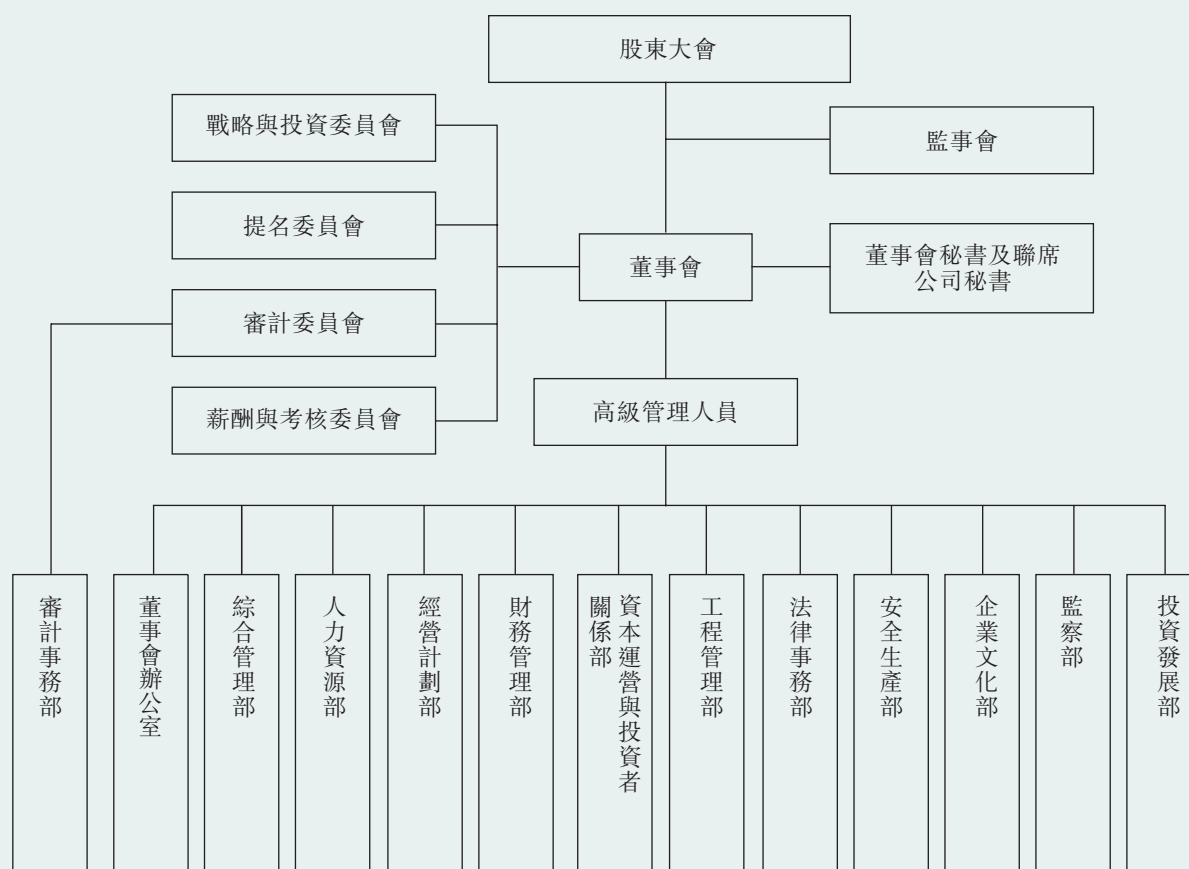 股東大會
戰略與投資委員會
監事會
提名委員會
董事會
董事會秘書及聯席
公司秘書
審計委員會
薪酬與考核委員會
高級管理人員
審計事務部
董事會辦公室
綜合管理部
人力資源部
經營計劃部
財務管理部
資本運營與投資者
關係部
工程管理部
法律事務部
安全生產部
企業文化部
監察部
投資發展部